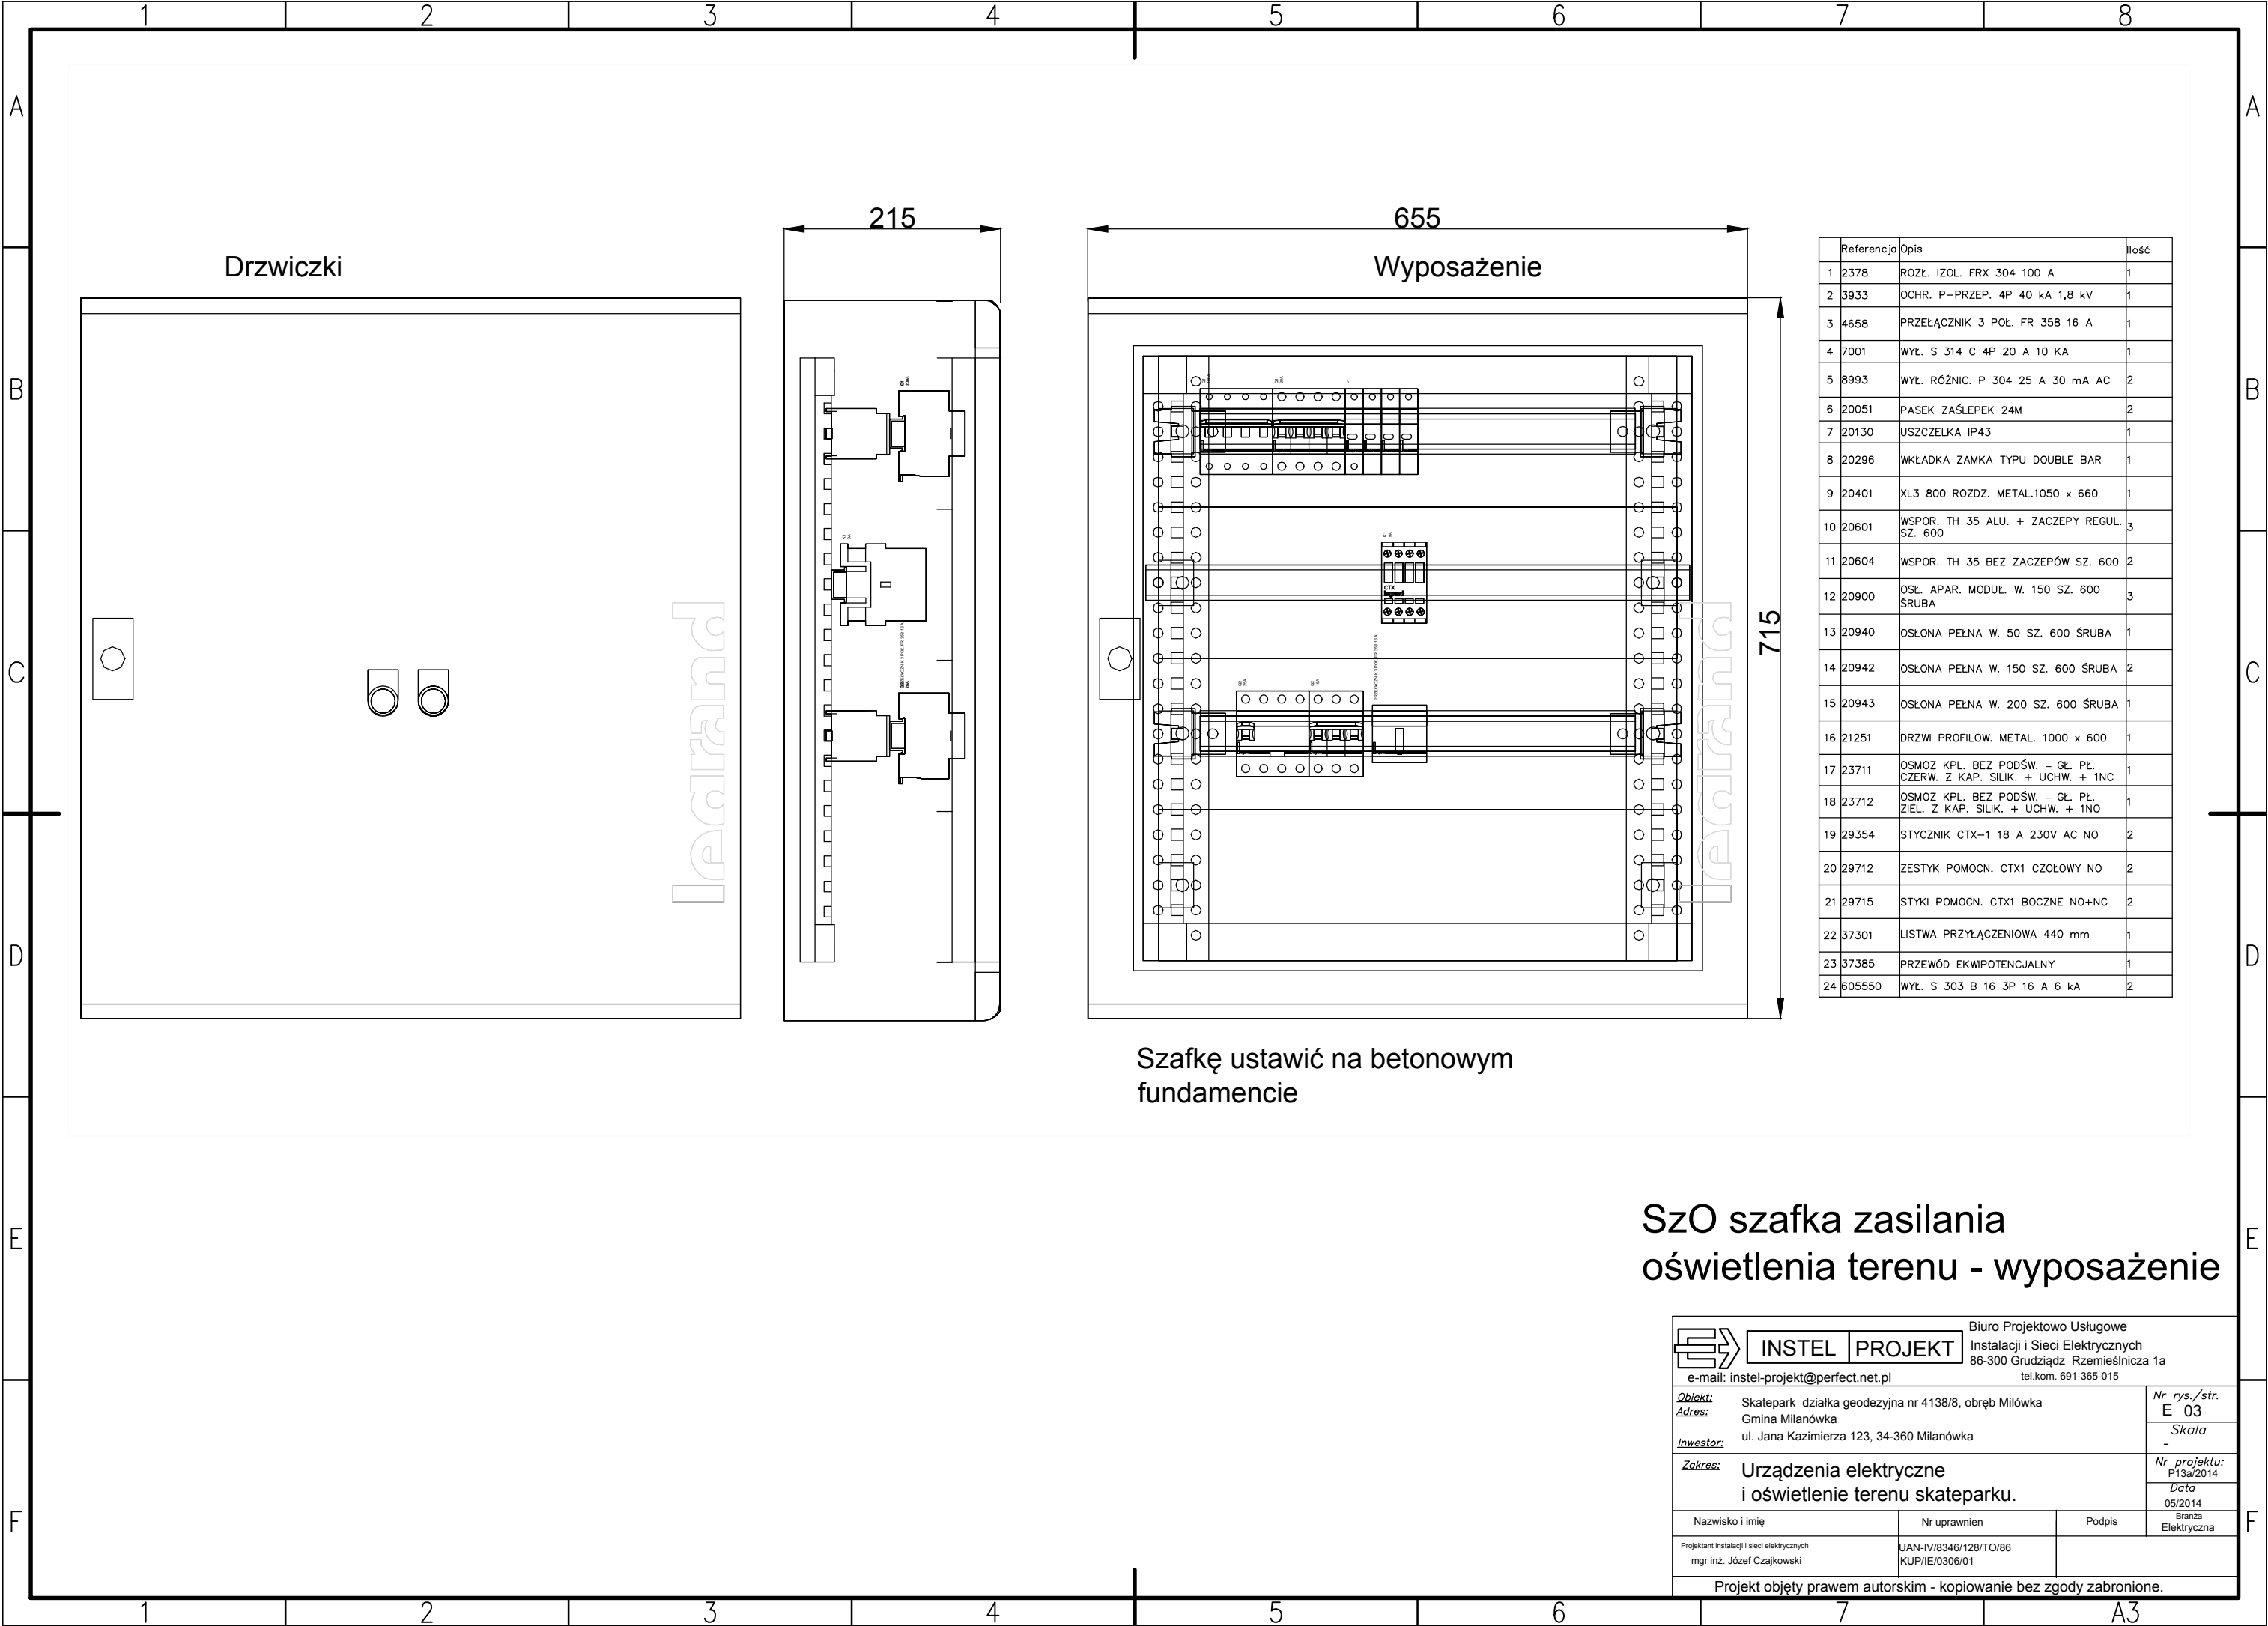 1 2 3 4 5 6 7 8
A A
B B
C C
D D
E E
F F
Drzwiczki
215
655
Wyposażenie
715
legrand
legrand
CTX
legrand
PRZEŁĄCZNIK 3 POŁ. FR 358 16 A
Referencja Opis Ilość
1 2378 ROZŁ. IZOL. FRX 304 100 A 1
2 3933 OCHR. P-PRZEP. 4P 40 kA 1,8 kV 1
3 4658 PRZEŁĄCZNIK 3 POŁ. FR 358 16 A 1
4 7001 WYŁ. S 314 C 4P 20 A 10 KA 1
5 8993 WYŁ. RÓŻNIC. P 304 25 A 30 mA AC 2
6 20051 PASEK ZAŚLEPEK 24M 2
7 20130 USZCZELKA IP43 1
8 20296 WKŁADKA ZAMKA TYPU DOUBLE BAR 1
9 20401 XL3 800 ROZDZ. METAL.1050 x 660 1
10 20601 WSPOR. TH 35 ALU. + ZACZEPY REGUL. 3
SZ. 600
11 20604 WSPOR. TH 35 BEZ ZACZEPÓW SZ. 600 2
12 20900 OSŁ. APAR. MODUŁ. W. 150 SZ. 600 3
ŚRUBA
13 20940 OSŁONA PEŁNA W. 50 SZ. 600 ŚRUBA 1
14 20942 OSŁONA PEŁNA W. 150 SZ. 600 ŚRUBA 2
15 20943 OSŁONA PEŁNA W. 200 SZ. 600 ŚRUBA 1
16 21251 DRZWI PROFILOW. METAL. 1000 x 600 1
17 23711 OSMOZ KPL. BEZ PODŚW. - GŁ. PŁ. 1
CZERW. Z KAP. SILIK. + UCHW. + 1NC
18 23712 OSMOZ KPL. BEZ PODŚW. - GŁ. PŁ. 1
ZIEL. Z KAP. SILIK. + UCHW. + 1NO
19 29354 STYCZNIK CTX-1 18 A 230V AC NO 2
20 29712 ZESTYK POMOCN. CTX1 CZOŁOWY NO 2
21 29715 STYKI POMOCN. CTX1 BOCZNE NO+NC 2
22 37301 LISTWA PRZYŁĄCZENIOWA 440 mm 1
23 37385 PRZEWÓD EKWIPOTENCJALNY 1
24 605550 WYŁ. S 303 B 16 3P 16 A 6 kA 2
Szafkę ustawić na betonowym
fundamencie
SzO szafka zasilania
oświetlenia terenu - wyposażenie
INSTEL PROJEKT
Biuro Projektowo Usługowe
Instalacji i Sieci Elektrycznych
86-300 Grudziądz Rzemieślnicza 1a
e-mail: instel-projekt@perfect.net.pl tel.kom. 691-365-015
Obiekt: Skatepark działka geodezyjna nr 4138/8, obręb Milówka
Adres: Gmina Milanówka
Inwestor: ul. Jana Kazimierza 123, 34-360 Milanówka
Nr rys./str.
E 03
Skala
-
Zakres: Urządzenia elektryczne
i oświetlenie terenu skateparku.
Nr projektu:
P13a/2014
Data
05/2014
Nazwisko i imię Nr uprawnien Podpis
Branża
Elektryczna
Projektant instalacji i sieci elektrycznych
mgr inż. Józef Czajkowski
UAN-IV/8346/128/TO/86
KUP/IE/0306/01
Projekt objęty prawem autorskim - kopiowanie bez zgody zabronione.
1 2 3 4 5 6 7 A3